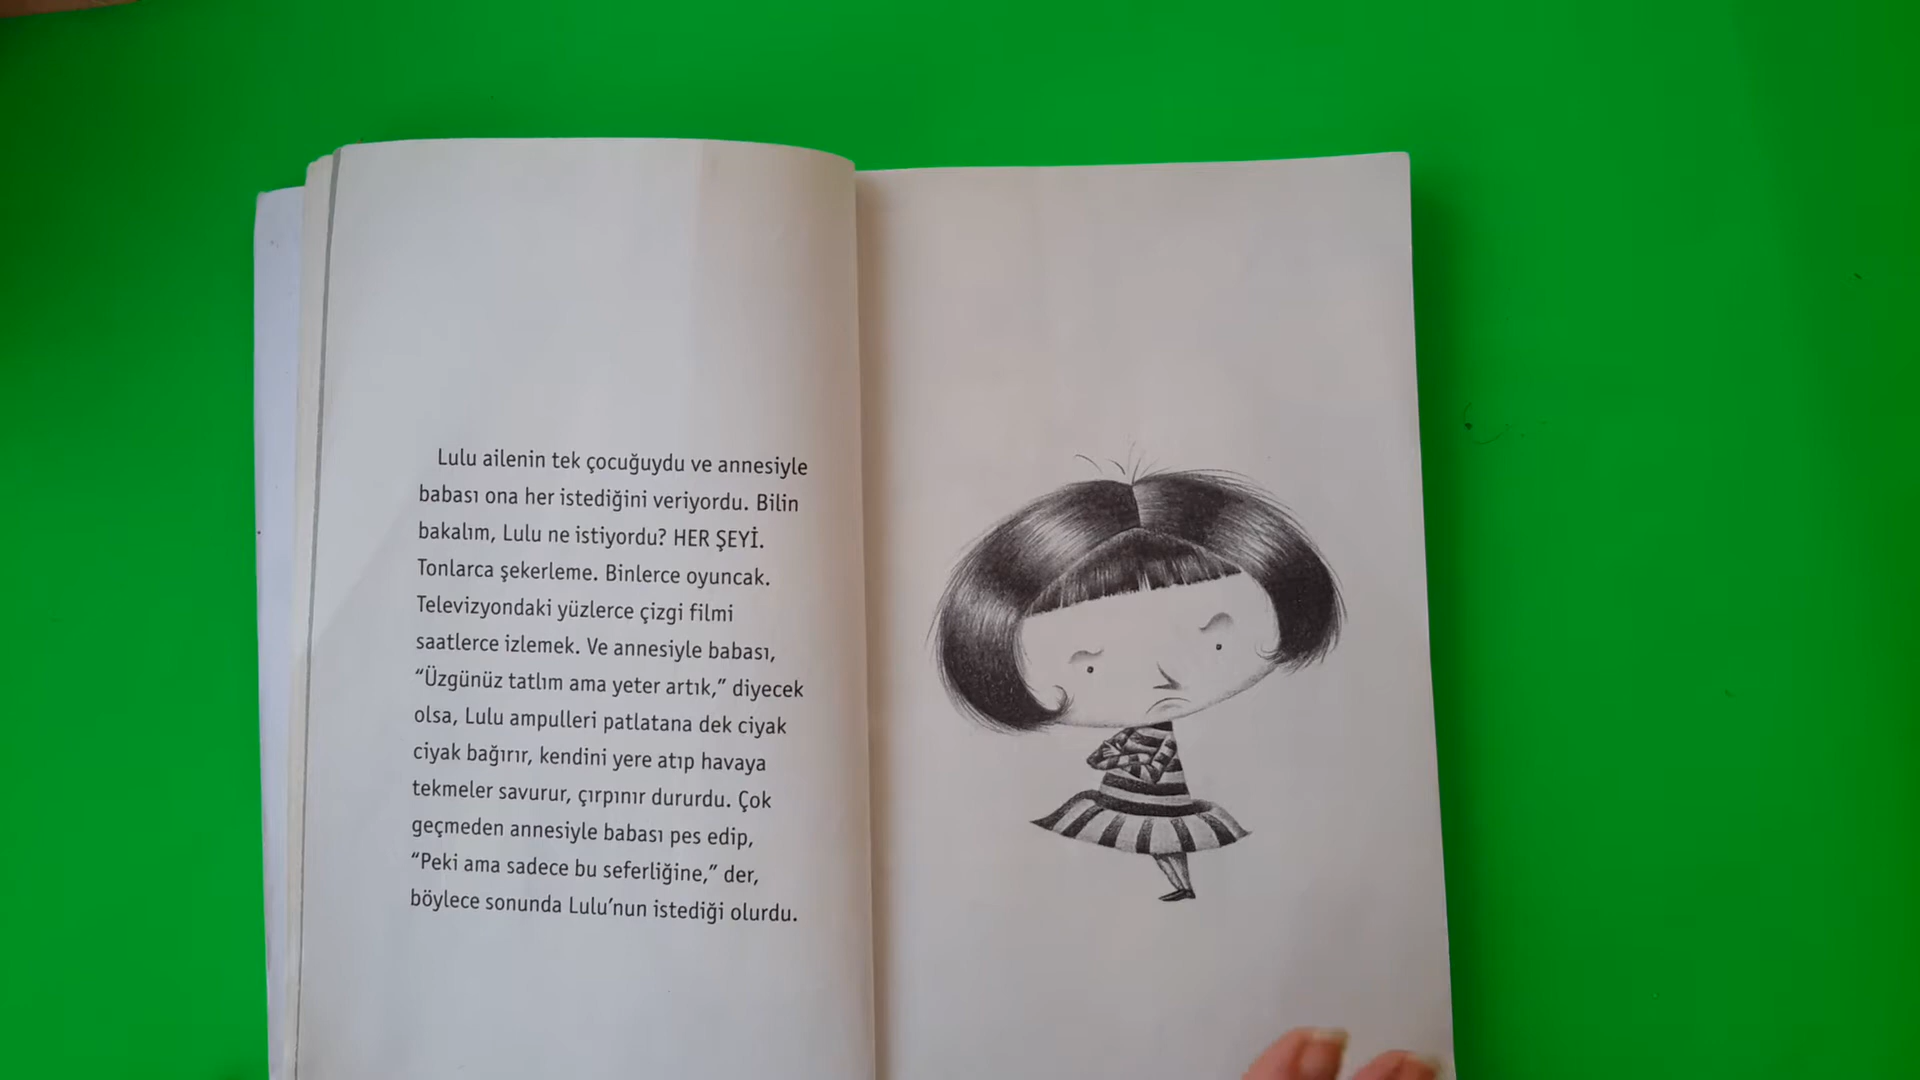 Lulu ailenin tek çocuğuydu ve annesiyle
babası ona her istediğini veriyordu. Bilin
bakalım, Lulu ne istiyordu? HER ŞEYİ.
Tonlarca şekerleme. Binlerce oyuncak.
Televizyondaki yüzlerce çizgi filmi
saatlerce izlemek. Ve annesiyle babası,
“Üzgünüz tatlım ama yeter artık,” diyecek
olsa, Lulu ampulleri patlatana dek ciyak
ciyak bağırır, kendini yere atıp havaya
tekmeler savurur, çırpınır dururdu. Çok
geçmeden annesiyle babası pes edip,
“Peki ama sadece bu seferliğine,” der,
böylece sonunda Lulu’nun istediği olurdu.